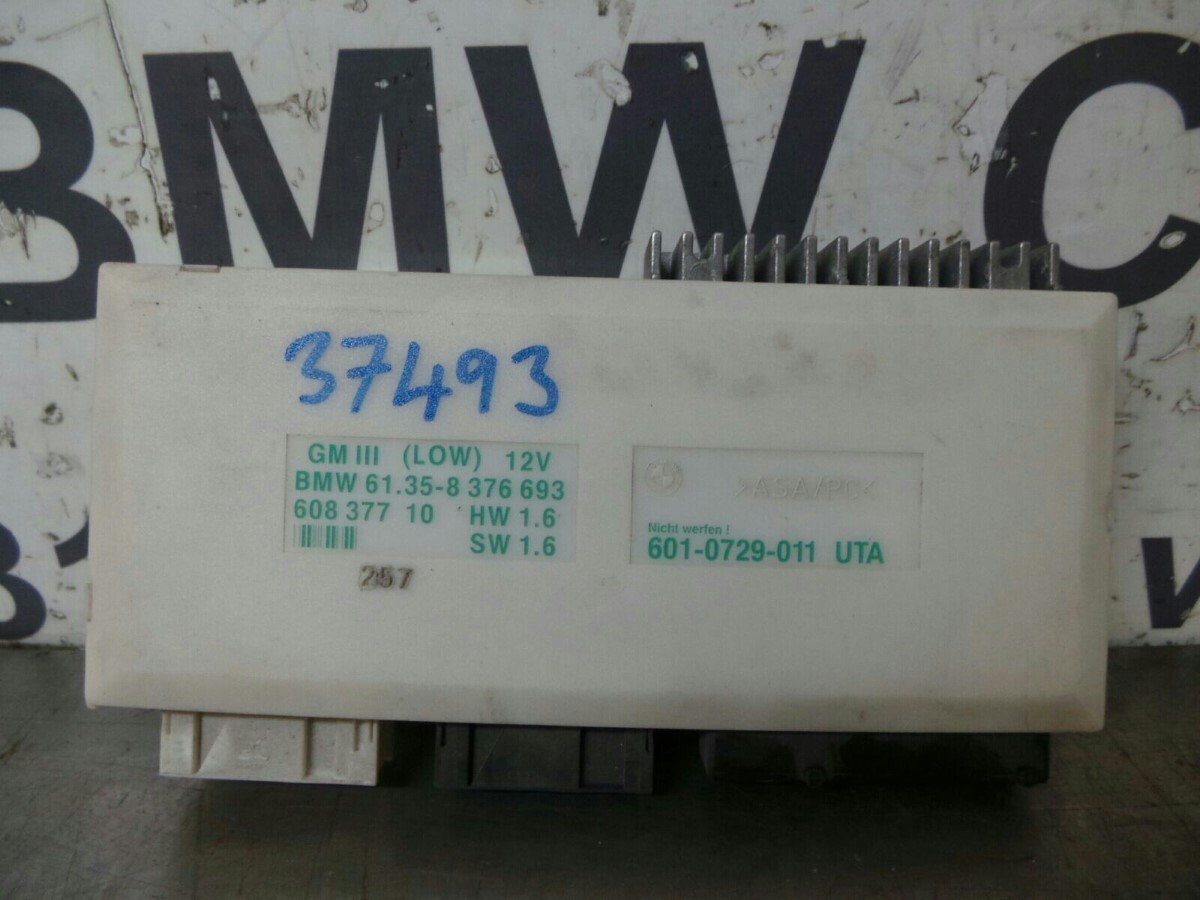 BMW C
37493
GM III (LOW) 12V
BMW 61.35-8 376 693
608 377 10 HW 1.6
SW 1.6
257
>ASA/PC<
Nicht werfen !
601-0729-011 UTA